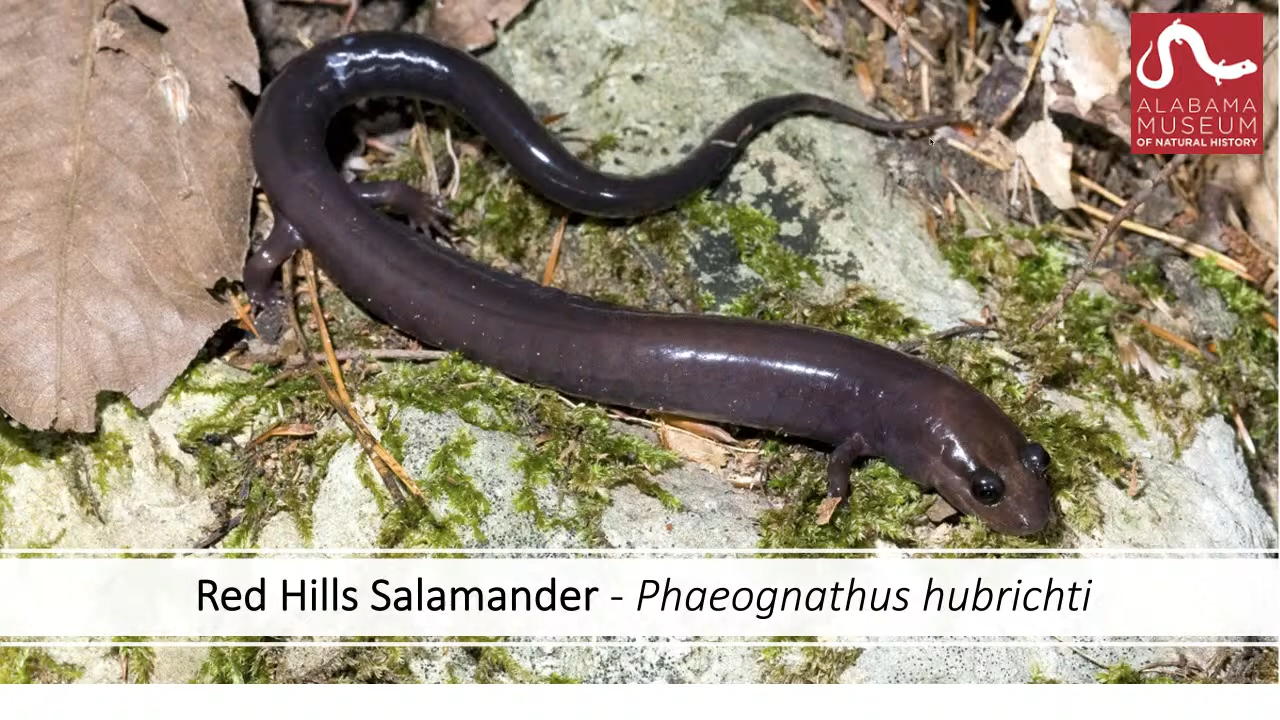 ALABAMA
MUSEUM
OF NATURAL HISTORY
Red Hills Salamander - Phaeognathus hubrichti